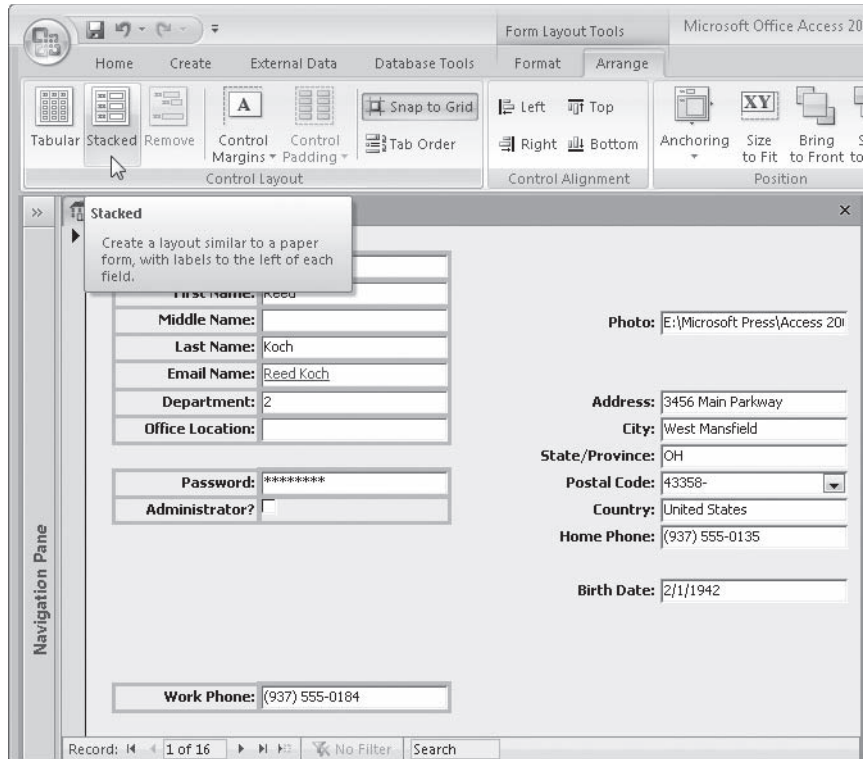 Form Layout Tools
Microsoft Office Access 20
Home Create External Data Database Tools Format Arrange
Tabular Stacked Remove
Control Margins
Control Padding
Snap to Grid
Tab Order
Left
Top
Right
Bottom
Anchoring
Size to Fit
Bring to Front
Control Layout
Control Alignment
Position
Stacked
Create a layout similar to a paper
form, with labels to the left of each
field.
First Name: Reed
Middle Name:
Last Name: Koch
Email Name: Reed Koch
Department: 2
Office Location:
Password: ********
Administrator?
Work Phone: (937) 555-0184
Photo: E:\Microsoft Press\Access 20
Address: 3456 Main Parkway
City: West Mansfield
State/Province: OH
Postal Code: 43358-
Country: United States
Home Phone: (937) 555-0135
Birth Date: 2/1/1942
Navigation Pane
Record: 1 of 16 No Filter Search